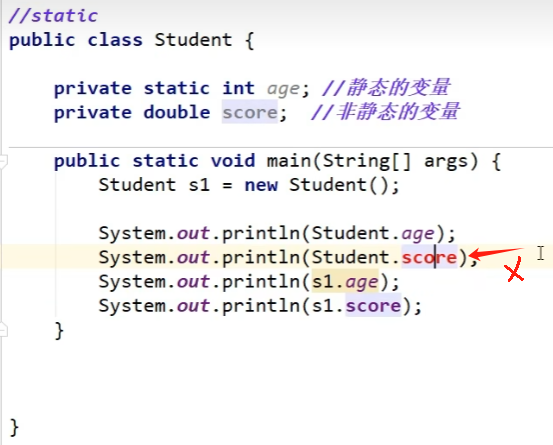 //static
public class Student {
private static int age; //静态的变量
private double score; //非静态的变量
public static void main(String[] args) {
Student s1 = new Student();
System.out.println(Student.age);
System.out.println(Student.score);
System.out.println(s1.age);
System.out.println(s1.score);
}
}